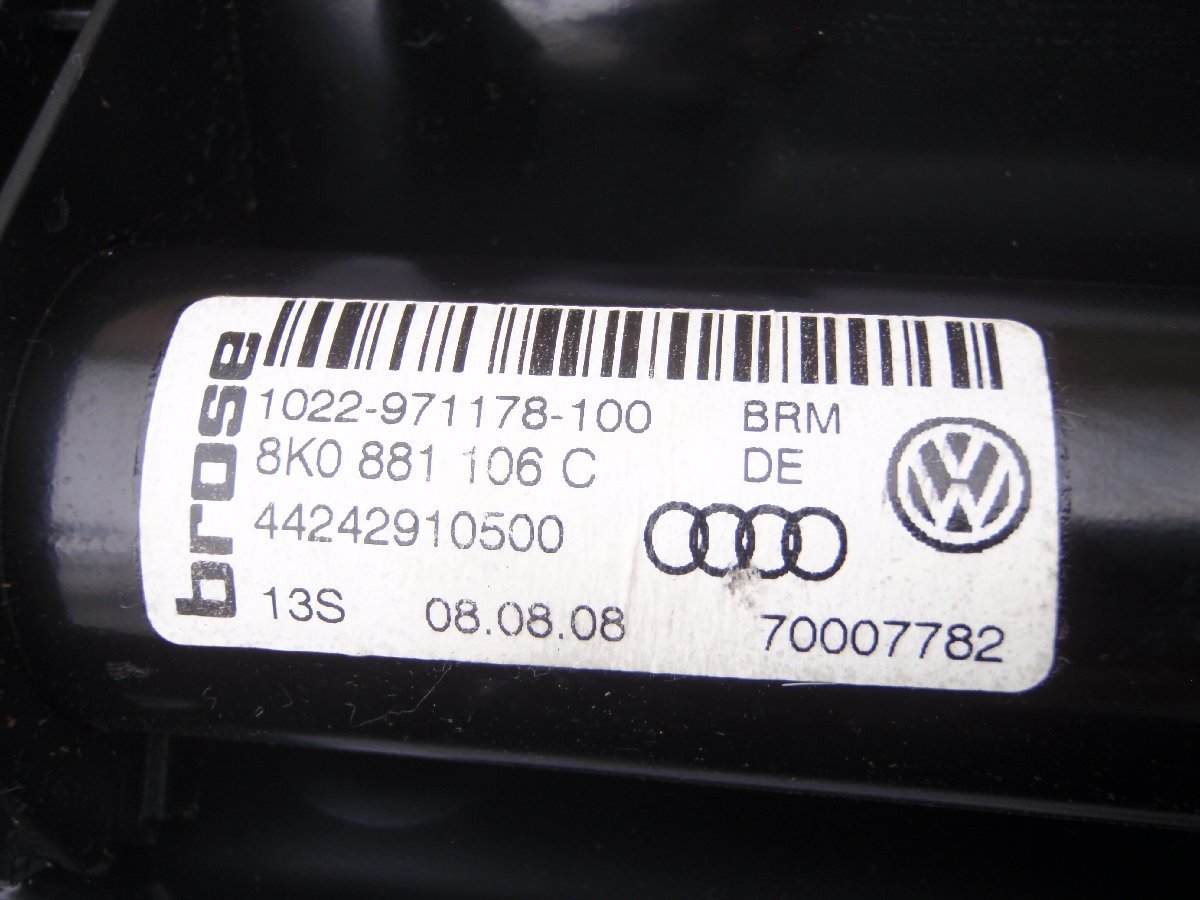 brose
1022-971178-100 BRM
8K0 881 106 C DE
44242910500
13S 08.08.08 70007782